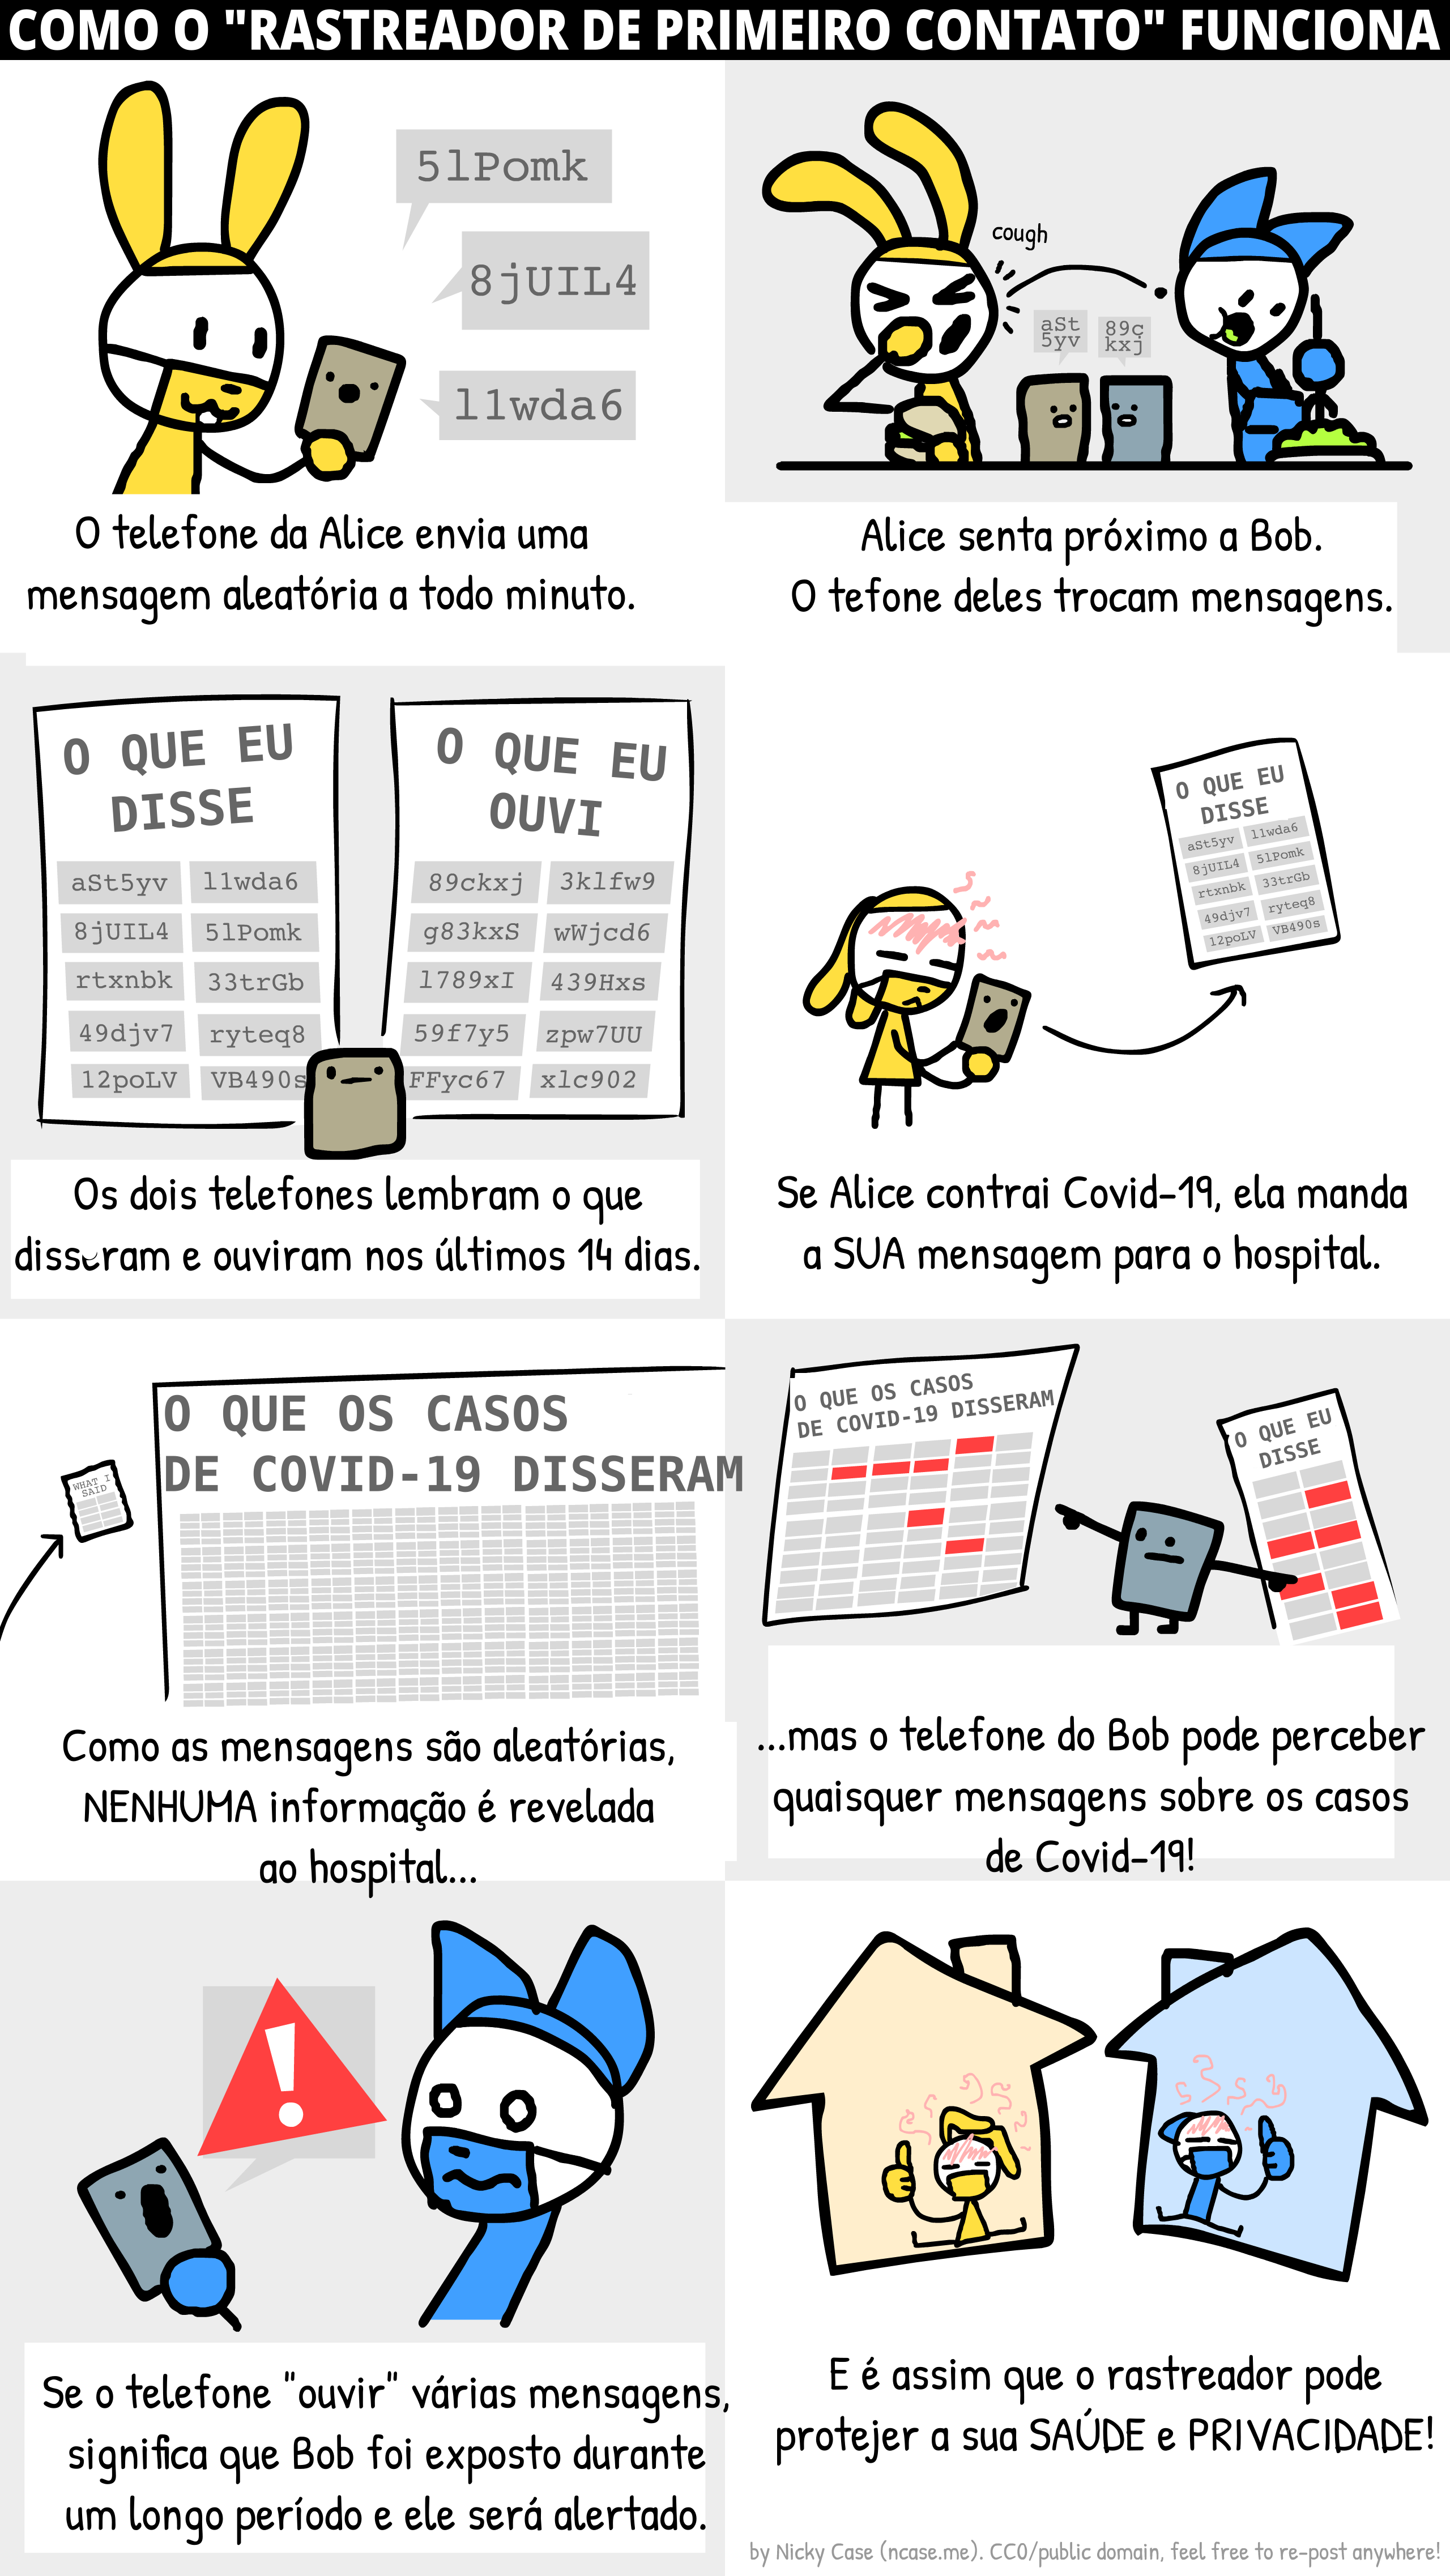 COMO O "RASTREADOR DE PRIMEIRO CONTATO" FUNCIONA
51Pomk
8jUIL4
l1wda6
O telefone da Alice envia uma
mensagem aleatória a todo minuto.
cough
aSt
5yv
89c
kxj
Alice senta próximo a Bob.
O tefone deles trocam mensagens.
O QUE EU
DISSE
aSt5yv l1wda6
8jUIL4 5lPomk
rtxnbk 33trGb
49djv7 ryteq8
12poLV VB490s
O QUE EU
OUVI
89ckxj 3klfw9
g83kxS wWjcd6
l789xI 439Hxs
59f7y5 zpw7UU
FFyc67 xlc902
Os dois telefones lembram o que
disseram e ouviram nos últimos 14 dias.
O QUE EU
DISSE
aSt5yv l1wda6
8jUIL4 5lPomk
rtxnbk 33trGb
49djv7 ryteq8
12poLV VB490s
Se Alice contrai Covid-19, ela manda
a SUA mensagem para o hospital.
WHAT I
SAID
O QUE OS CASOS
DE COVID-19 DISSERAM
Como as mensagens são aleatórias,
NENHUMA informação é revelada
ao hospital...
O QUE OS CASOS
DE COVID-19 DISSERAM
O QUE EU
DISSE
...mas o telefone do Bob pode perceber
quaisquer mensagens sobre os casos
de Covid-19!
!
Se o telefone "ouvir" várias mensagens,
significa que Bob foi exposto durante
um longo período e ele será alertado.
E é assim que o rastreador pode
protejer a sua SAÚDE e PRIVACIDADE!
by Nicky Case (ncase.me). CC0/public domain, feel free to re-post anywhere!